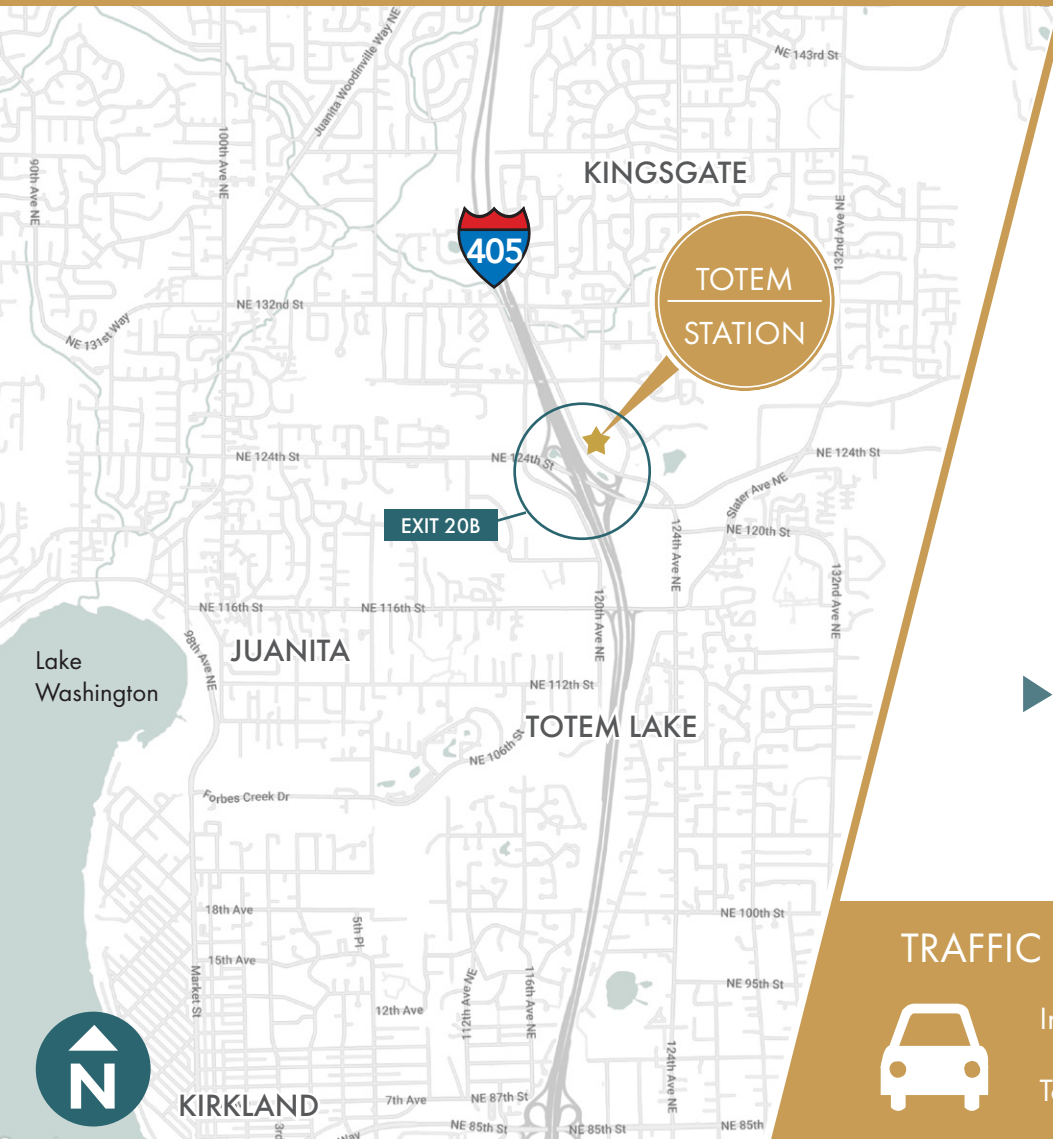 NE 143rd St
Juanita Woodinville Way NE
100th Ave NE
90th Ave NE
KINGSGATE
132nd Ave NE
405
TOTEM
STATION
NE 132nd St
NE 131st Way
NE 124th St
NE 124th St
NE 124th St
Slater Ave NE
EXIT 20B
NE 120th St
124th Ave NE
132nd Ave NE
120th Ave NE
NE 116th St
NE 116th St
98th Ave NE
JUANITA
Lake
Washington
NE 112th St
TOTEM LAKE
NE 106th St
Forbes Creek Dr
18th Ave
5th Pl
NE 100th St
15th Ave
Market St
112th Ave NE
116th Ave NE
NE 95th St
12th Ave
124th Ave NE
N
KIRKLAND
7th Ave
NE 87th St
3rd
Way
NE 85th St
NE 85th St
NE 85th
TRAFFIC